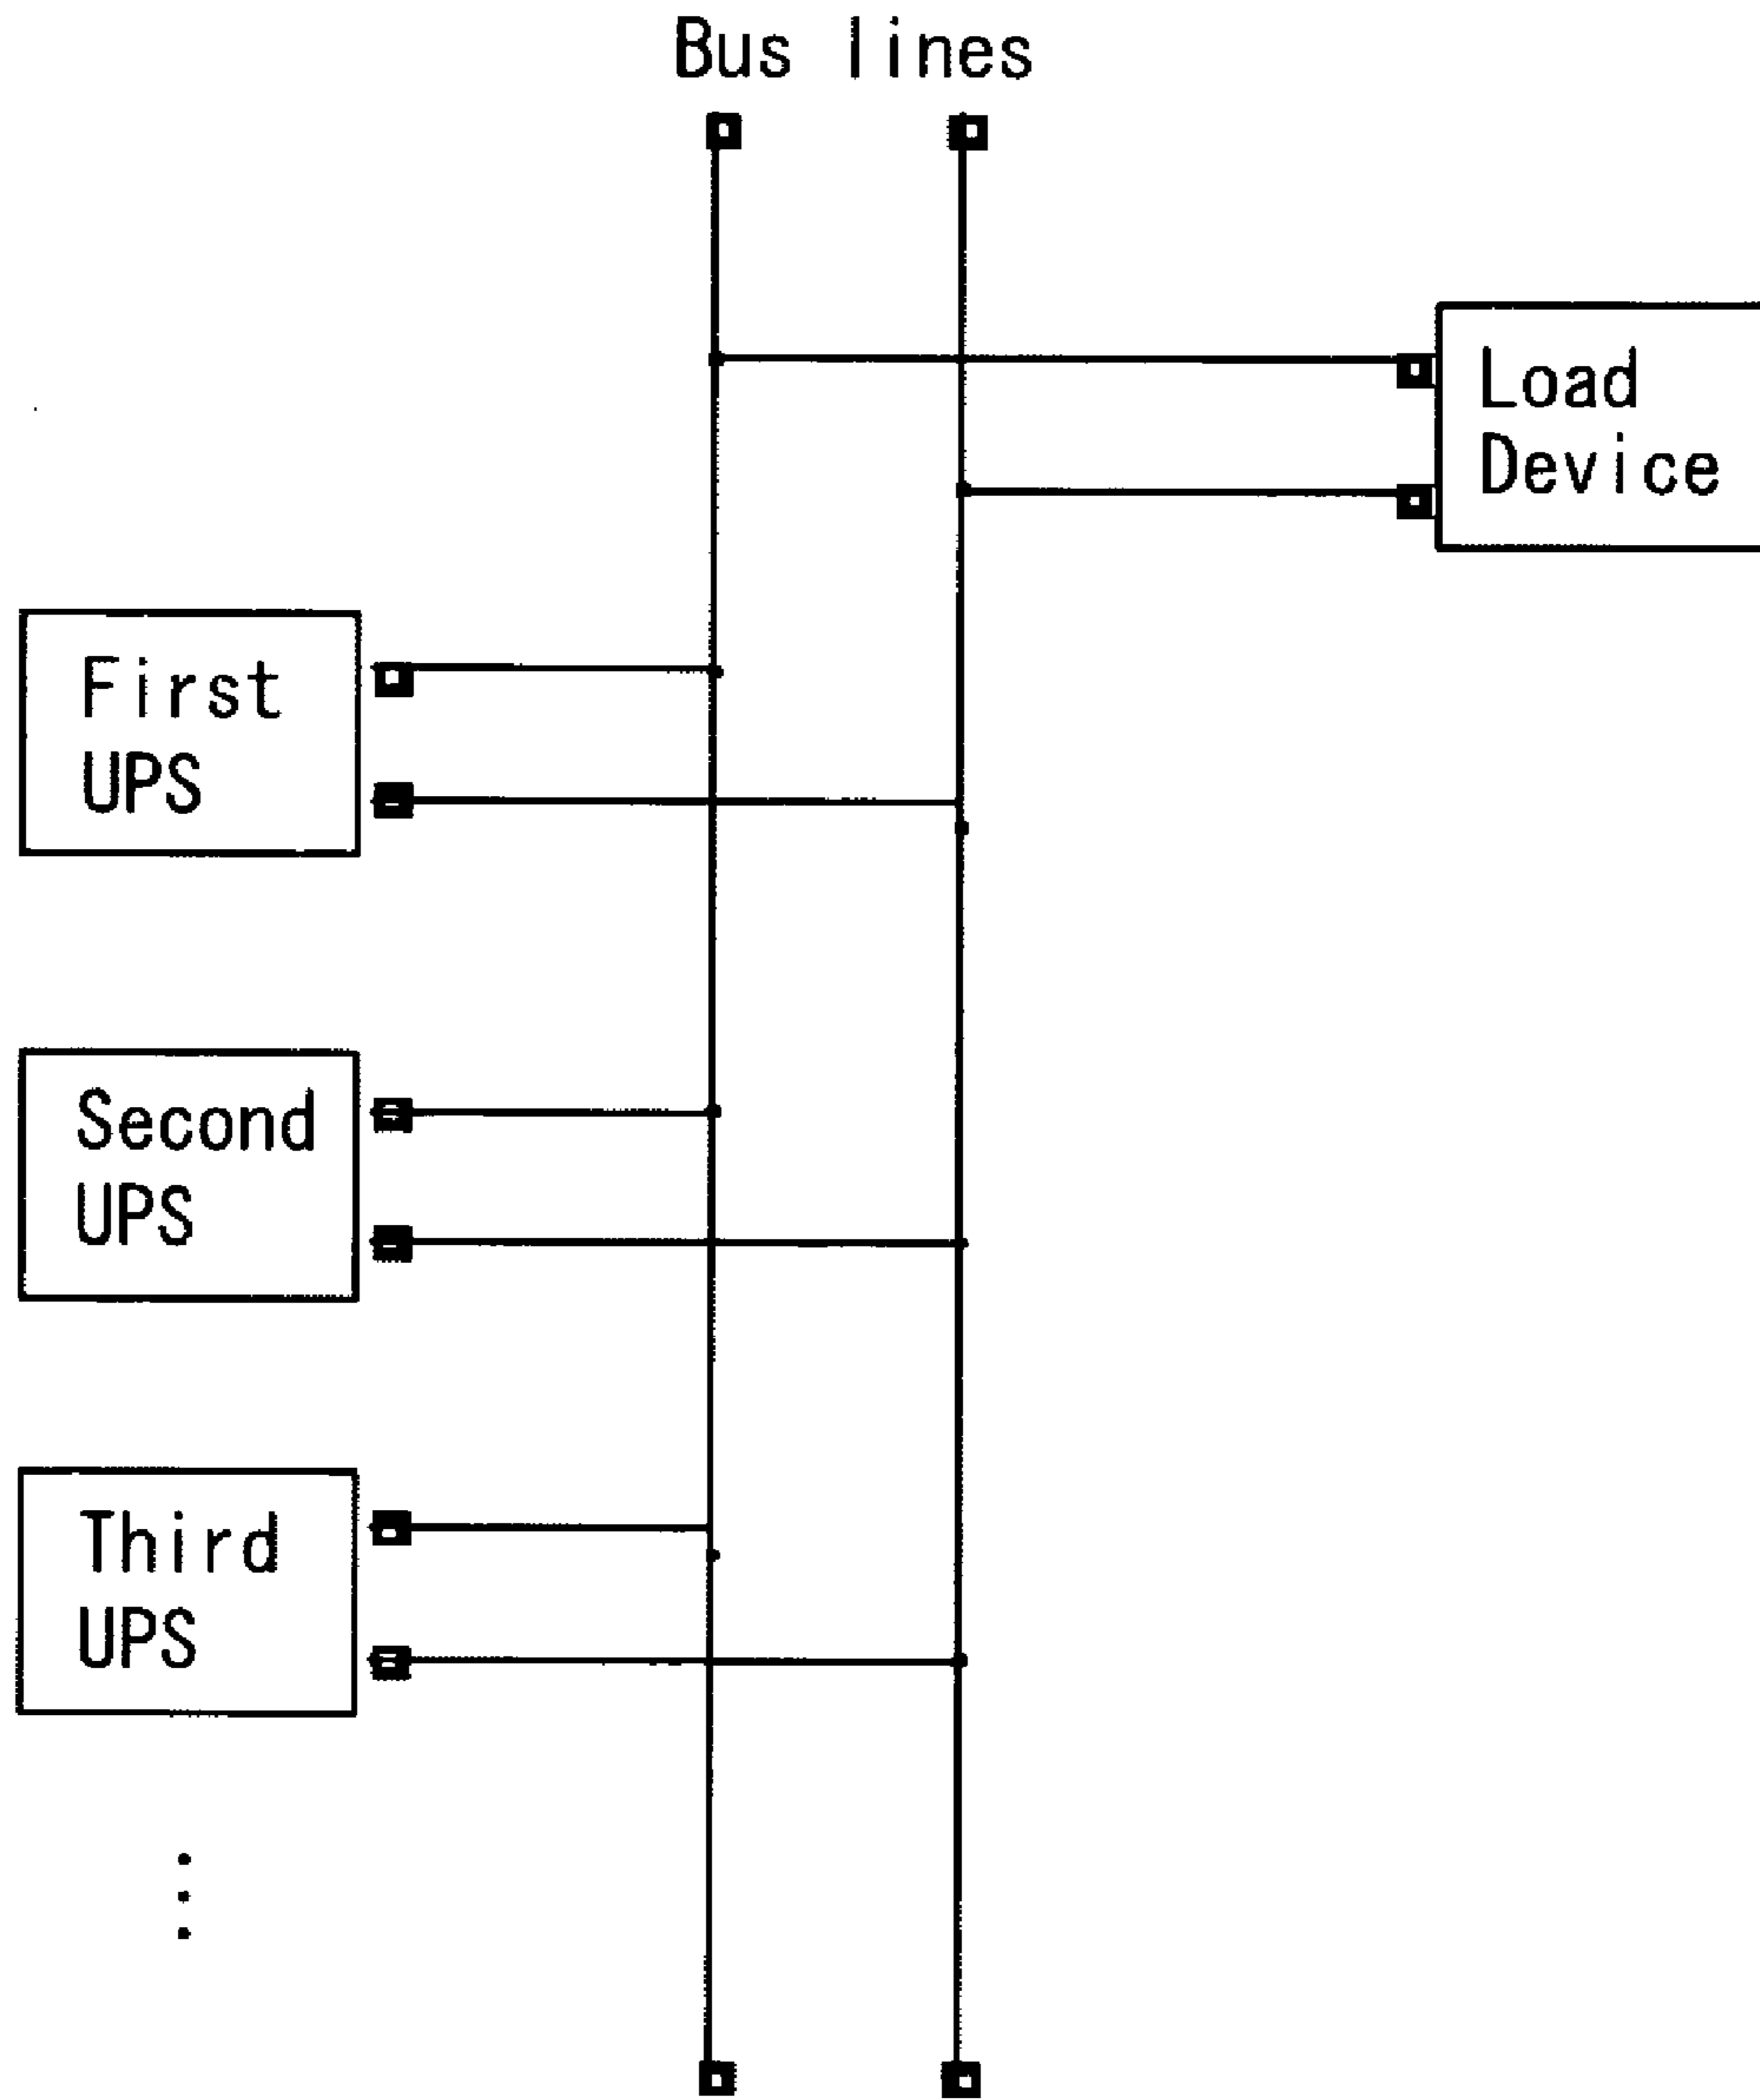 Bus lines
Load
Device
First
UPS
Second
UPS
Third
UPS